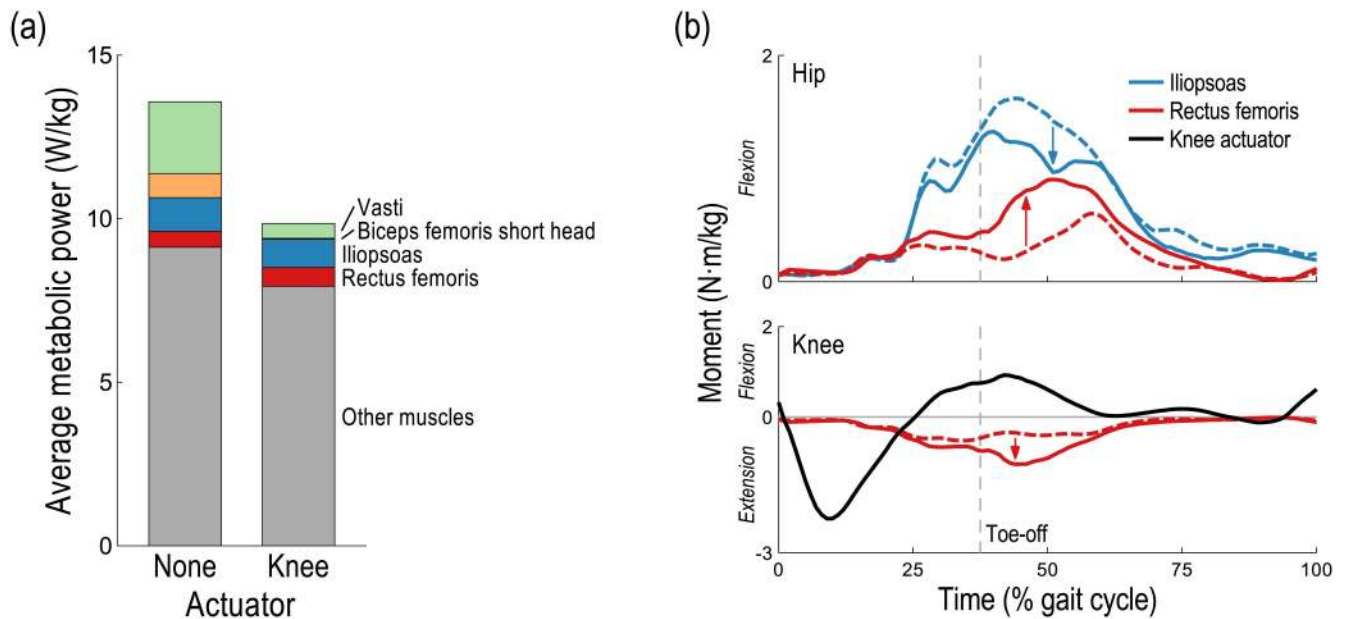 (a)
15
10
5
0
Average metabolic power (W/kg)
Vasti
Biceps femoris short head
Iliopsoas
Rectus femoris
Other muscles
None
Knee
Actuator
(b)
2
Hip
Flexion
Iliopsoas
Rectus femoris
Knee actuator
0
Moment (N·m/kg)
2
Knee
Flexion
0
Extension
Toe-off
-3
0
25
50
75
100
Time (% gait cycle)